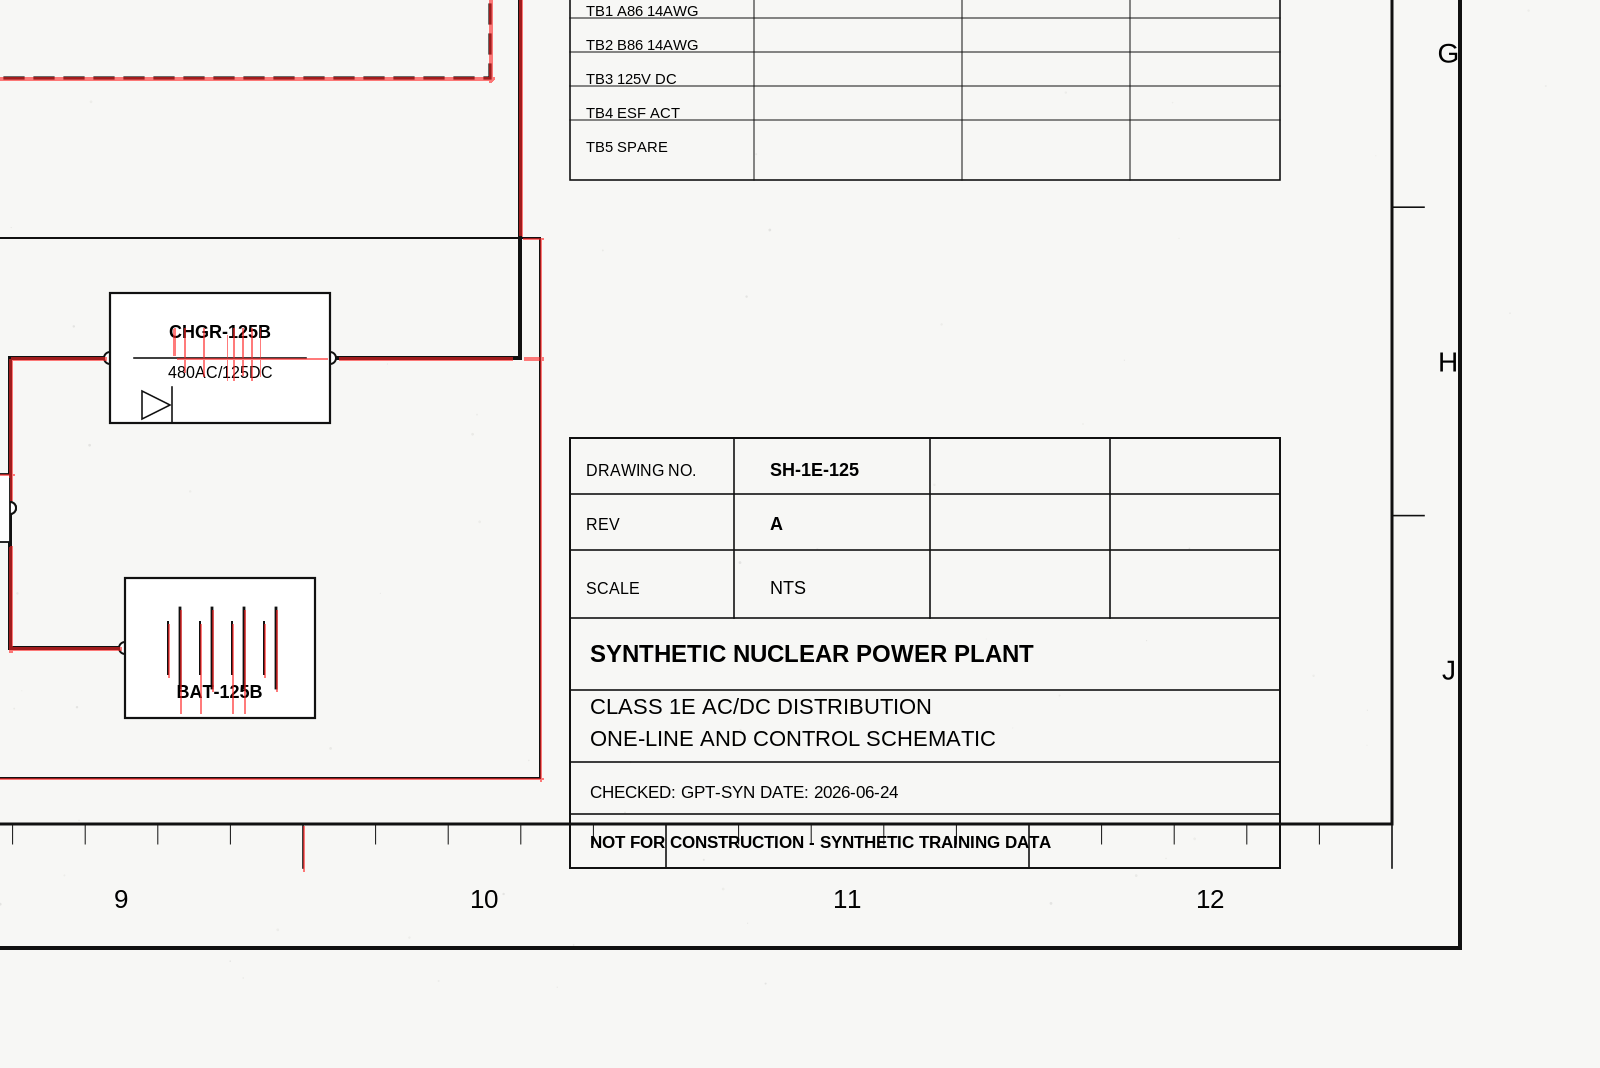 TB1 A86 14AWG
TB2 B86 14AWG
TB3 125V DC
TB4 ESF ACT
TB5 SPARE
G
CHGR-125B
480AC/125DC
H
DRAWING NO. SH-1E-125
REV A
SCALE NTS
SYNTHETIC NUCLEAR POWER PLANT
J
BAT-125B
CLASS 1E AC/DC DISTRIBUTION
ONE-LINE AND CONTROL SCHEMATIC
CHECKED: GPT-SYN DATE: 2026-06-24
NOT FOR CONSTRUCTION - SYNTHETIC TRAINING DATA
9 10 11 12